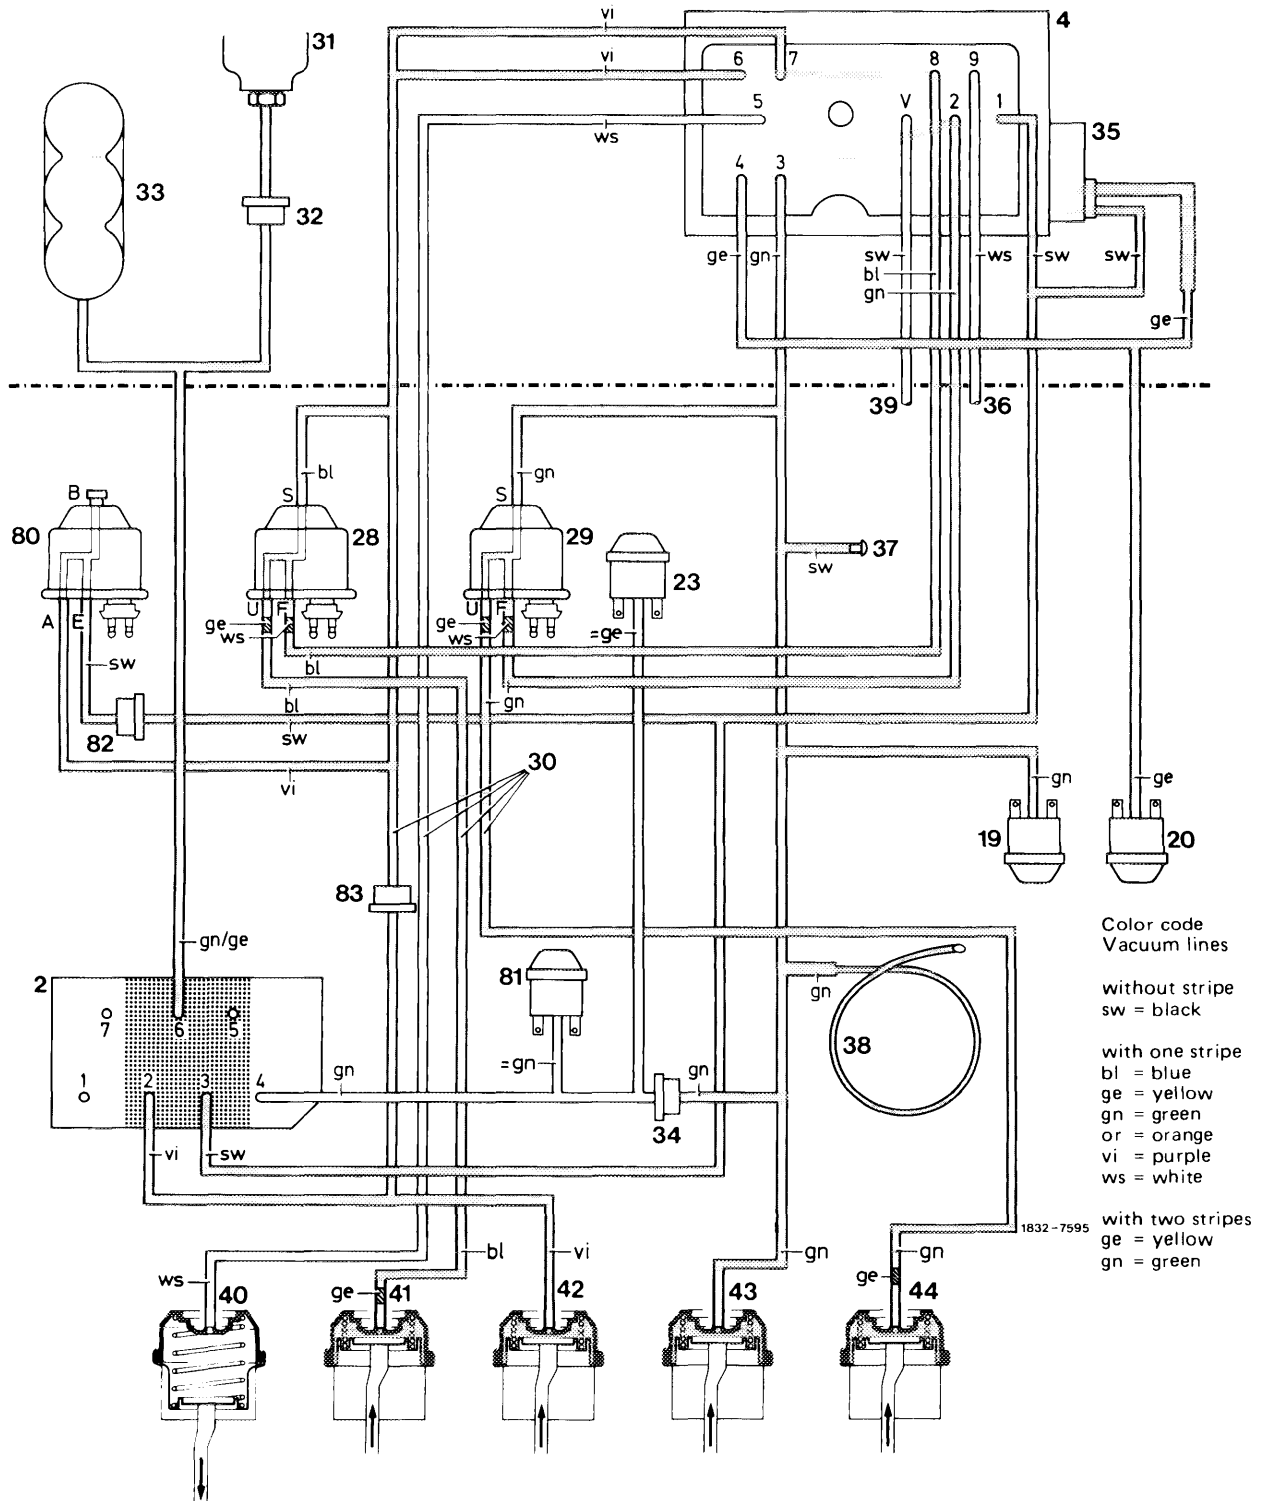 vi
31
4
vi
6
7
8
9
5
V
2
1
ws
35
33
4
3
32
ge
gn
sw
ws
sw
sw
bl
gn
ge
39
36
bl
gn
B
S
S
80
28
29
37
23
sw
A
E
U
F
U
F
ge
ws
ge
ws
=ge
sw
bl
bl
gn
82
sw
30
vi
gn
ge
19
20
83
gn/ge
Color code
Vacuum lines
without stripe
sw = black
with one stripe
bl = blue
ge = yellow
gn = green
or = orange
vi = purple
ws = white
with two stripes
ge = yellow
gn = green
2
81
7
6
5
gn
38
=gn
1
2
3
4
gn
gn
34
vi
sw
1832-7595
ws
bl
vi
gn
gn
ge
ge
40
41
42
43
44